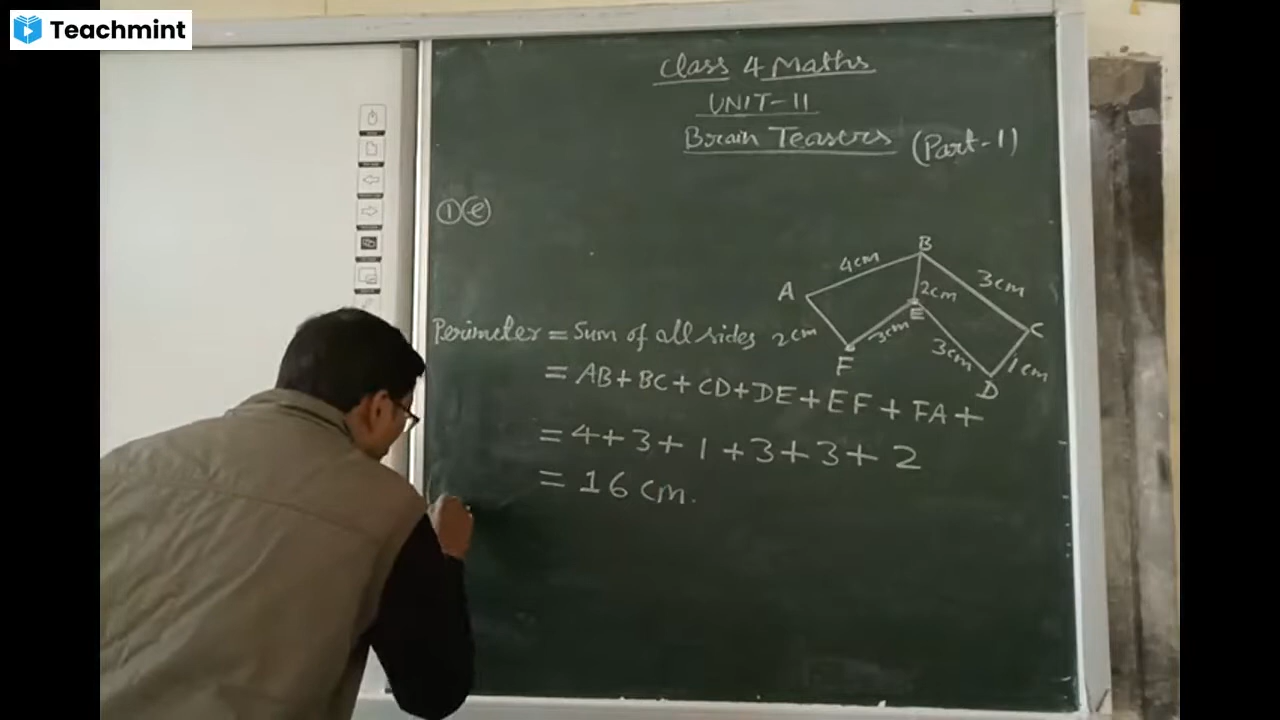 Teachmint
Class 4 Maths
UNIT-11
Brain Teasers (Part-1)
1 e
B
4cm
3cm
A
2cm
E
C
Perimeter = Sum of all sides
2cm
3cm
3cm
1cm
F
D
= AB+BC+CD+DE+EF+FA+
= 4+3+1+3+3+2
= 16 cm.